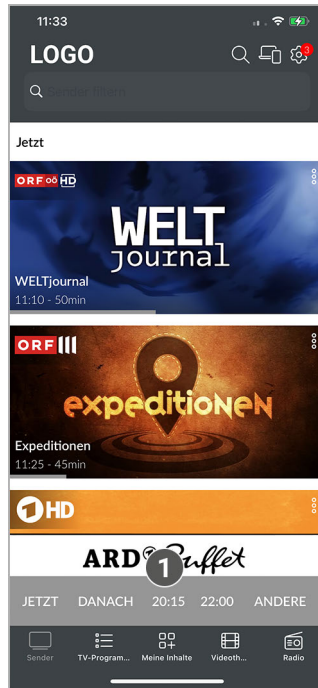 11:33
LOGO
3
Sender filtern
Jetzt
ORF oö HD
WELT
journal
WELTjournal
11:10 - 50min
ORF III
expeditioNeN
Expeditionen
11:25 - 45min
1 HD
ARD 1 Buffet
1
JETZT DANACH 20:15 22:00 ANDERE
Sender TV-Program... Meine Inhalte Videoth... Radio